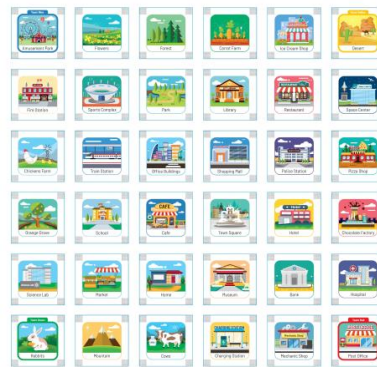 Amusement Park
Flowers
Forest
Carrot Farm
Ice Cream Shop
Desert
Fire Station
Sports Complex
Park
Library
Restaurant
Space Center
Chickens Farm
Train Station
Office Buildings
Shopping Mall
Police Station
Pizza Shop
Orange Grove
School
CAFE
Cafe
Town Square
Hotel
Chocolate Factory
Science Lab
Market
Home
Museum
Bank
Hospital
Rabbits
Mountain
Cows
Charging Station
Mechanic Shop
Post Office